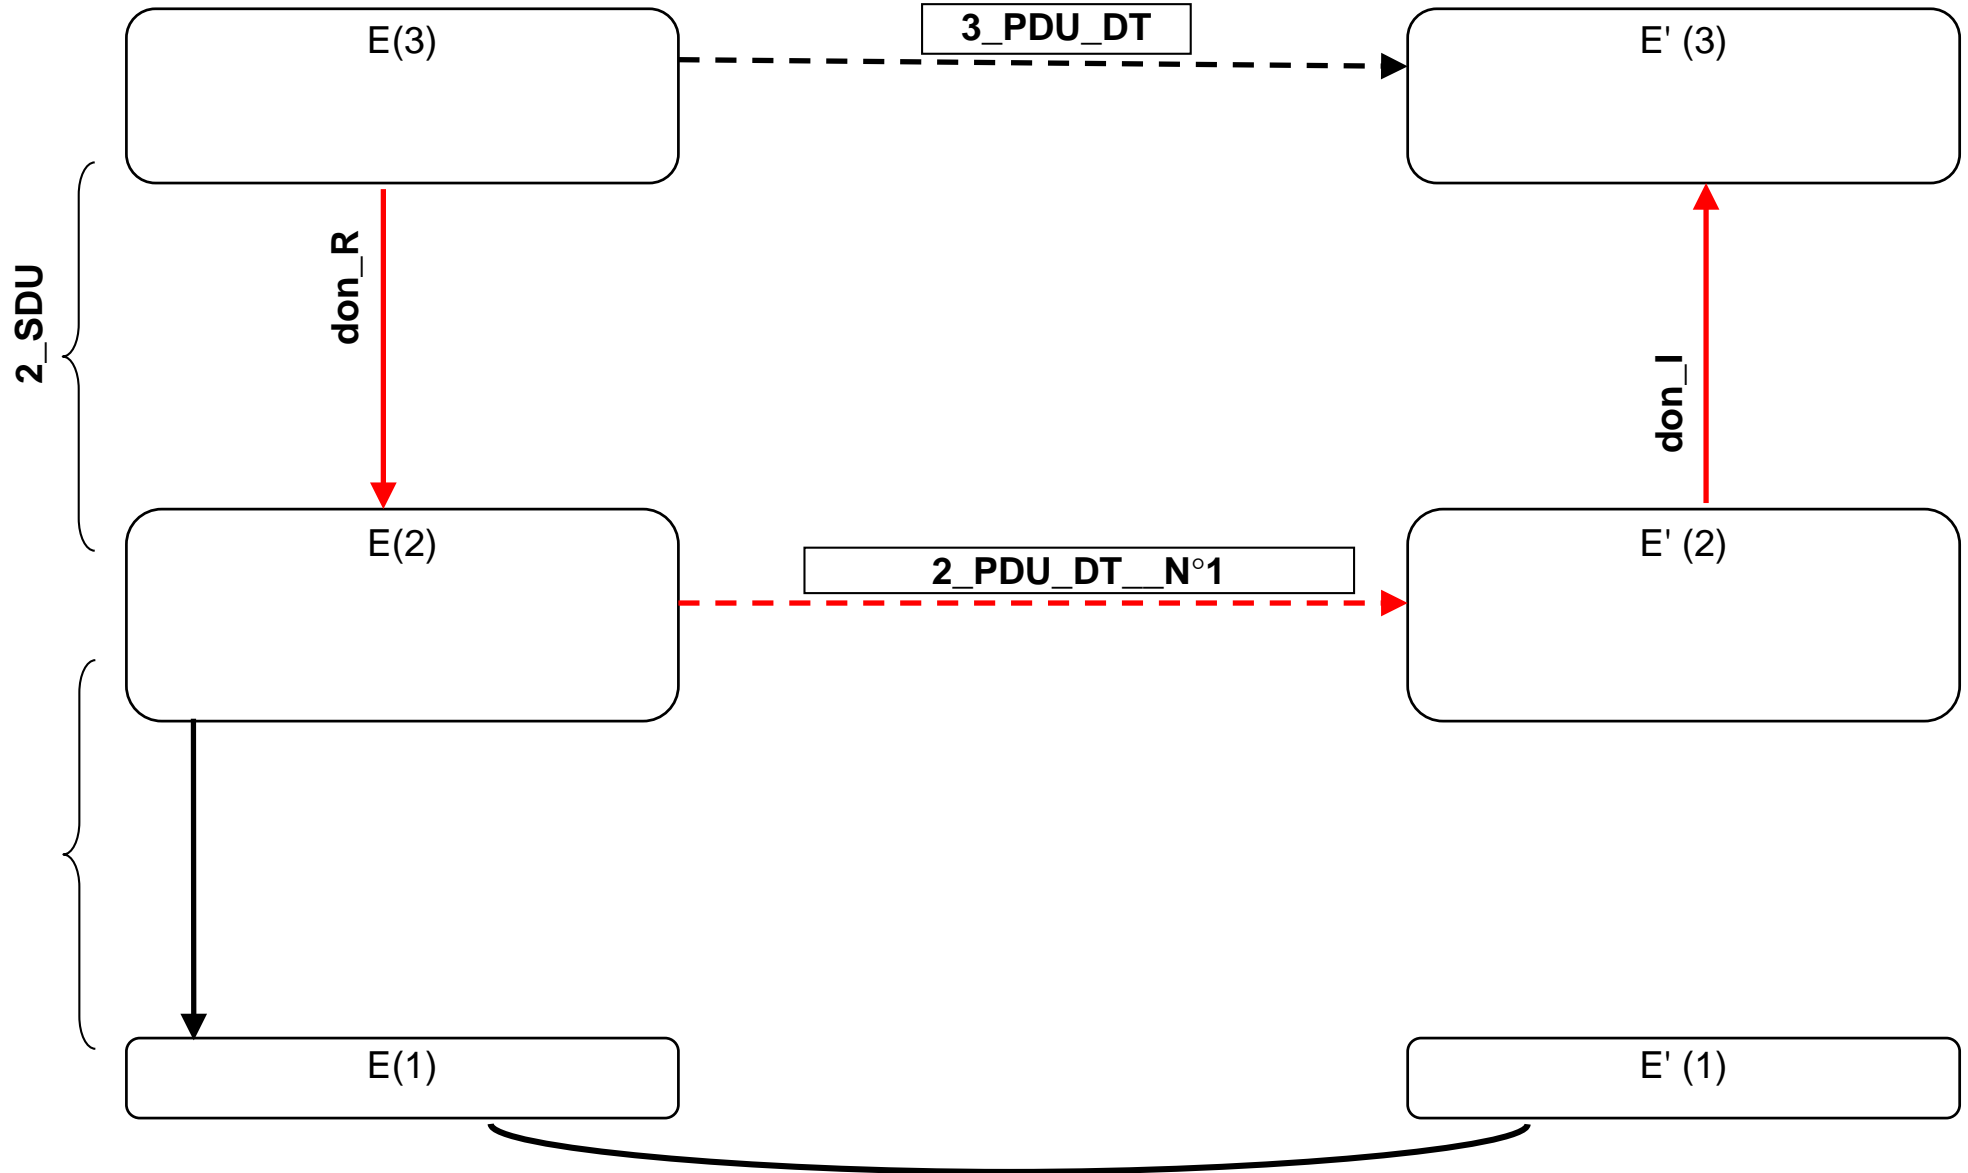 E(3)
3_PDU_DT
E' (3)
2_SDU
don_R
don_I
E(2)
2_PDU_DT__N°1
E' (2)
E(1)
E' (1)